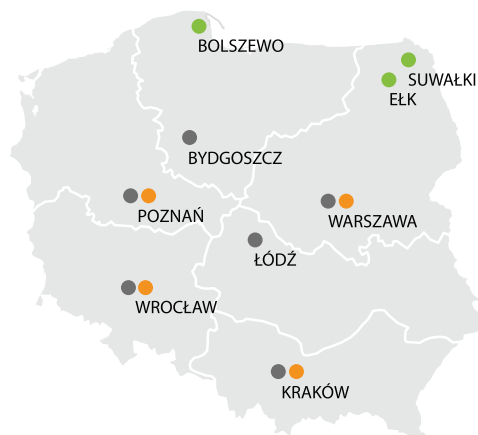 BOLSZEWO
SUWAŁKI
EŁK
BYDGOSZCZ
POZNAŃ
WARSZAWA
ŁÓDŹ
WROCŁAW
KRAKÓW